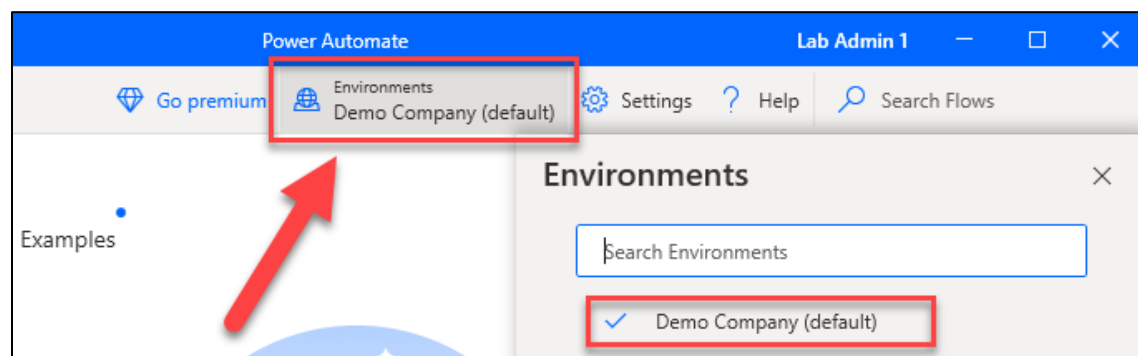 Power Automate
Lab Admin 1
Go premium
Environments
Demo Company (default)
Settings
Help
Search Flows
Examples
Environments
Search Environments
Demo Company (default)